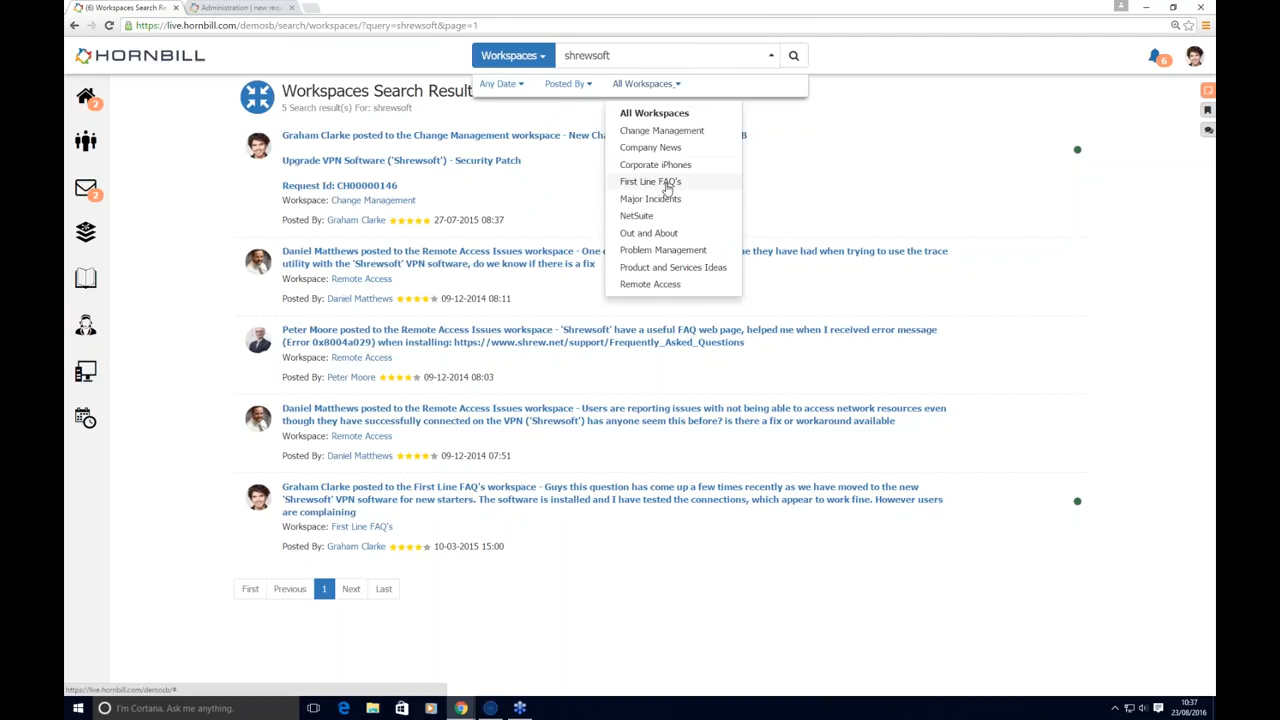 (6) Workspaces Search Re
Administration | new requ
https://live.hornbill.com/demosb/search/workspaces/?query=shrewsoft&page=1
HORNBILL
Workspaces
shrewsoft
6
Any Date
Posted By
All Workspaces
Workspaces Search Result
5 Search result(s) For: shrewsoft
All Workspaces
Change Management
Company News
Corporate iPhones
First Line FAQ's
Major Incidents
NetSuite
Out and About
Problem Management
Product and Services Ideas
Remote Access
2
2
Graham Clarke posted to the Change Management workspace - New Cha B
Upgrade VPN Software ('Shrewsoft') - Security Patch
Request Id: CH00000146
Workspace: Change Management
Posted By: Graham Clarke 27-07-2015 08:37
Daniel Matthews posted to the Remote Access Issues workspace - One o ue they have had when trying to use the trace
utility with the 'Shrewsoft' VPN software, do we know if there is a fix
Workspace: Remote Access
Posted By: Daniel Matthews 09-12-2014 08:11
Peter Moore posted to the Remote Access Issues workspace - 'Shrewsoft' have a useful FAQ web page, helped me when I received error message
(Error 0x8004a029) when installing: https://www.shrew.net/support/Frequently_Asked_Questions
Workspace: Remote Access
Posted By: Peter Moore 09-12-2014 08:03
Daniel Matthews posted to the Remote Access Issues workspace - Users are reporting issues with not being able to access network resources even
though they have successfully connected on the VPN ('Shrewsoft') has anyone seem this before? is there a fix or workaround available
Workspace: Remote Access
Posted By: Daniel Matthews 09-12-2014 07:51
Graham Clarke posted to the First Line FAQ's workspace - Guys this question has come up a few times recently as we have moved to the new
'Shrewsoft' VPN software for new starters. The software is installed and I have tested the connections, which appear to work fine. However users
are complaining
Workspace: First Line FAQ's
Posted By: Graham Clarke 10-03-2015 15:00
First Previous 1 Next Last
https://live.hornbill.com/demosb/#
I'm Cortana. Ask me anything.
10:37
23/08/2016